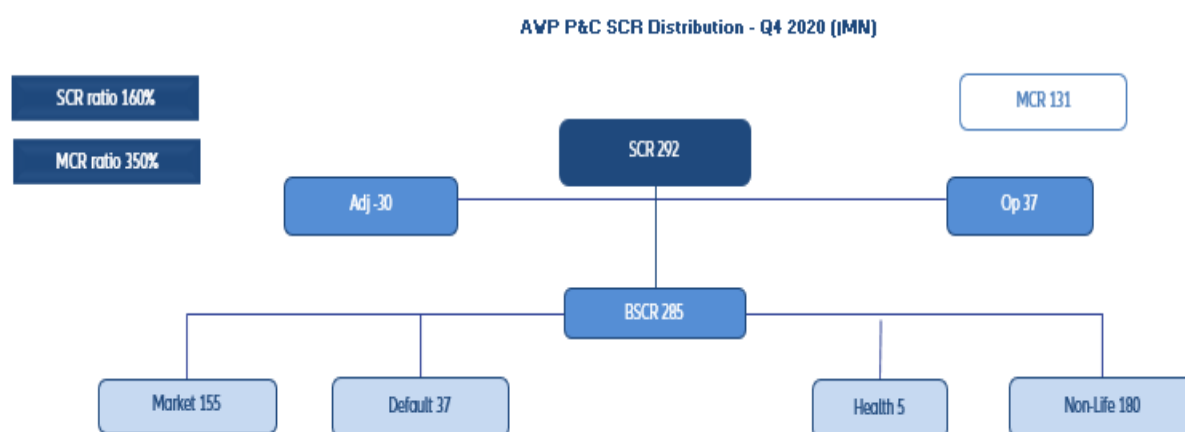 AWP P&C SCR Distribution - Q4 2020 (|MN)
SCR ratio 160%
MCR 131
SCR 292
MCR ratio 350%
Adj -30
Op 37
BSCR 285
Market 155
Default 37
Health 5
Non-Life 180